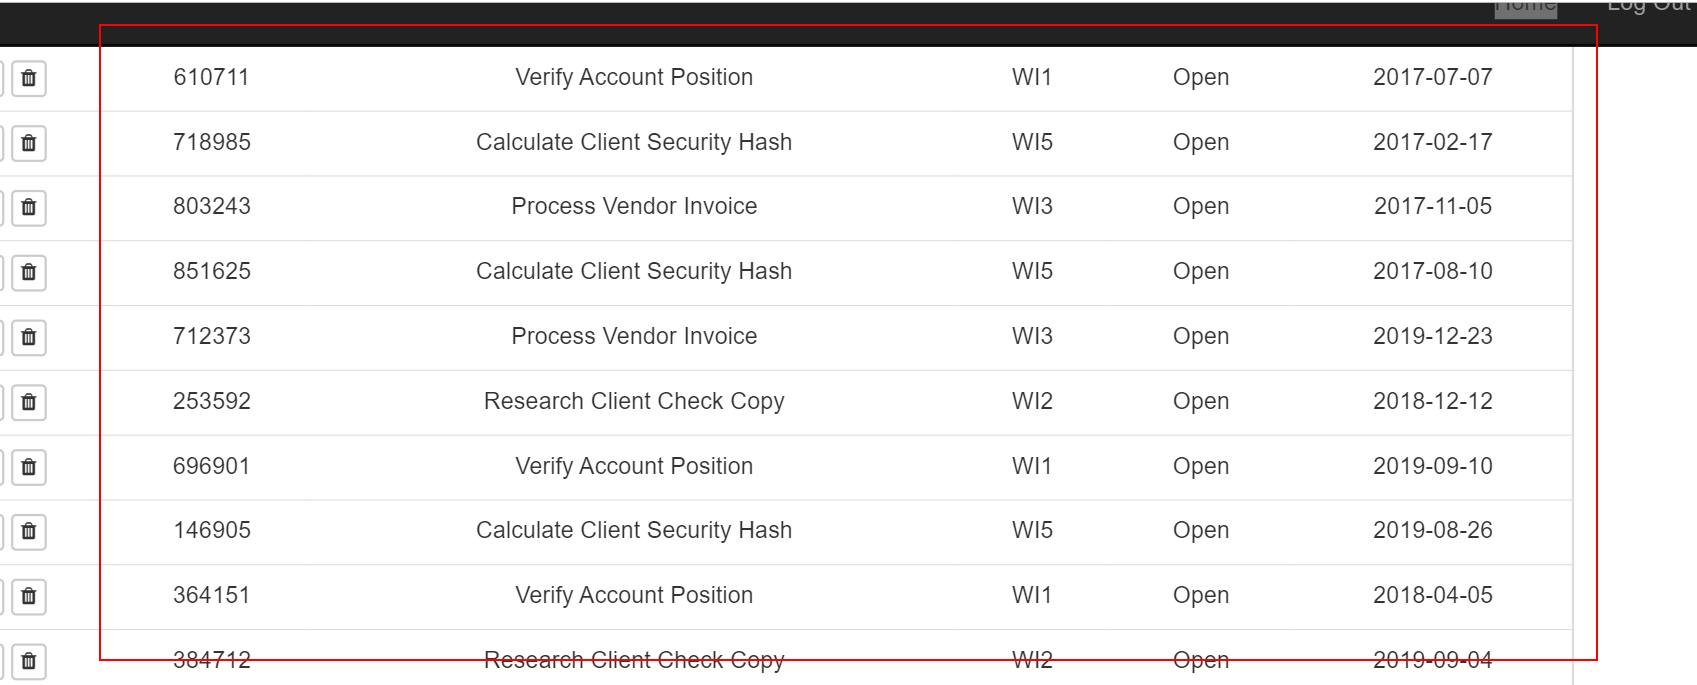 Home Log Out
610711 Verify Account Position WI1 Open 2017-07-07
718985 Calculate Client Security Hash WI5 Open 2017-02-17
803243 Process Vendor Invoice WI3 Open 2017-11-05
851625 Calculate Client Security Hash WI5 Open 2017-08-10
712373 Process Vendor Invoice WI3 Open 2019-12-23
253592 Research Client Check Copy WI2 Open 2018-12-12
696901 Verify Account Position WI1 Open 2019-09-10
146905 Calculate Client Security Hash WI5 Open 2019-08-26
364151 Verify Account Position WI1 Open 2018-04-05
384712 Research Client Check Copy WI2 Open 2019-09-04